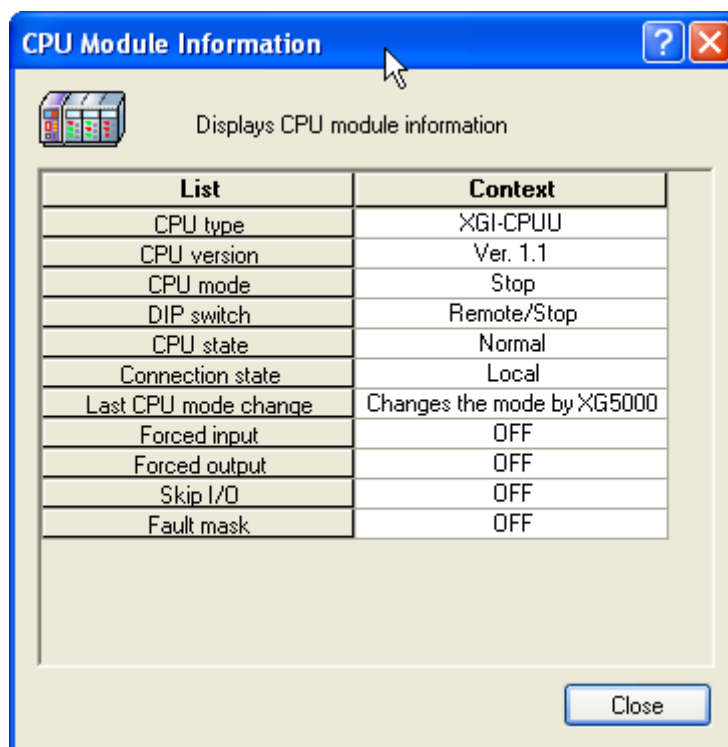 CPU Module Information
Displays CPU module information
List Context
CPU type XGI-CPUU
CPU version Ver. 1.1
CPU mode Stop
DIP switch Remote/Stop
CPU state Normal
Connection state Local
Last CPU mode change Changes the mode by XG5000
Forced input OFF
Forced output OFF
Skip I/O OFF
Fault mask OFF
Close